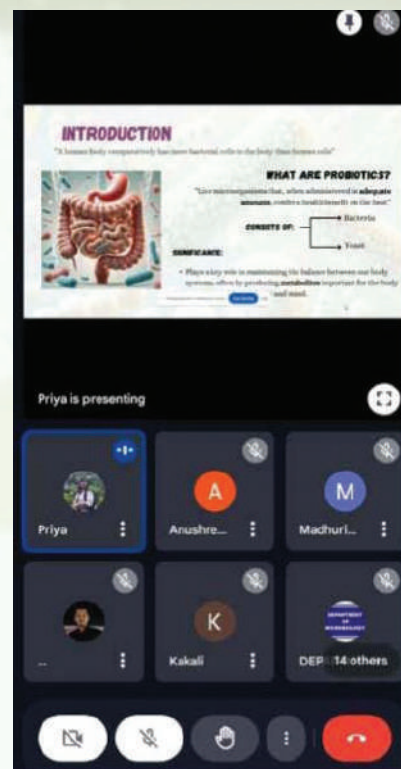 INTRODUCTION
"A human Body comparatively has more bacterial cells in the body than human cells"
WHAT ARE PROBIOTICS?
"Live microorganisms that, when administered in adequate
amounts, confers a health benefit on the host"
CONSISTS OF:
Bacteria
Yeast
SIGNIFICANCE:
• Plays a key role in maintaining the balance between our body
systems, often by producing metabolites important for the body
and mind.
Priya is presenting
Priya
A
Anushre...
M
Madhuri...
..
K
Kakali
DEPARTMENT
OF
MICROBIOLOGY
DEP
14 others